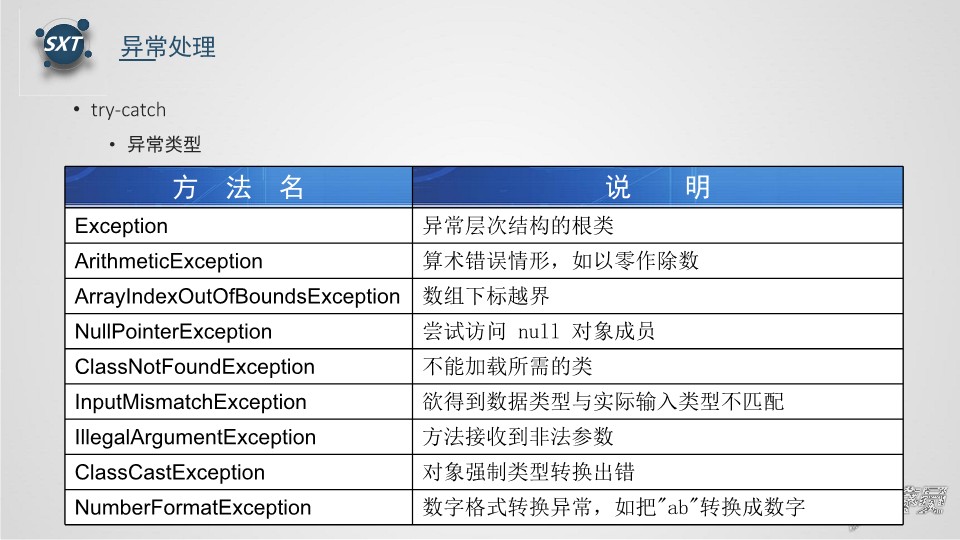 SXT
异常处理
• try-catch
• 异常类型
方 法 名 说 明
Exception 异常层次结构的根类
ArithmeticException 算术错误情形，如以零作除数
ArrayIndexOutOfBoundsException 数组下标越界
NullPointerException 尝试访问 null 对象成员
ClassNotFoundException 不能加载所需的类
InputMismatchException 欲得到数据类型与实际输入类型不匹配
IllegalArgumentException 方法接收到非法参数
ClassCastException 对象强制类型转换出错
NumberFormatException 数字格式转换异常，如把"ab"转换成数字